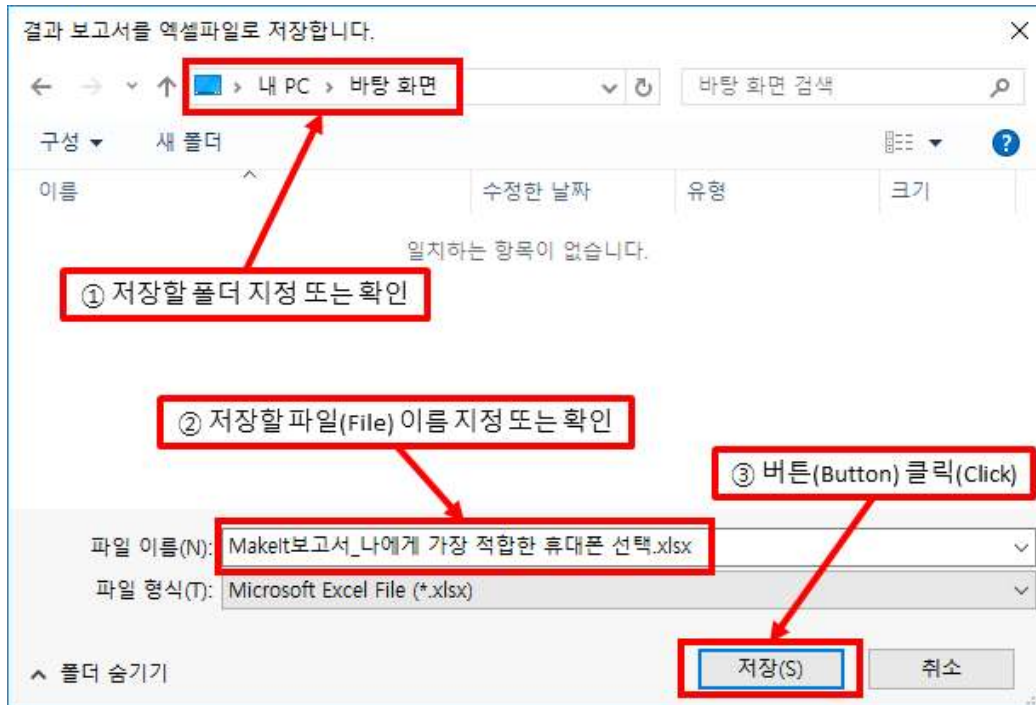 결과 보고서를 엑셀파일로 저장합니다.
내 PC > 바탕 화면
바탕 화면 검색
구성 새 폴더
이름 수정한 날짜 유형 크기
일치하는 항목이 없습니다.
① 저장할 폴더 지정 또는 확인
② 저장할 파일(File) 이름 지정 또는 확인
③ 버튼(Button) 클릭(Click)
파일 이름(N): MakeIt보고서_나에게 가장 적합한 휴대폰 선택.xlsx
파일 형식(T): Microsoft Excel File (*.xlsx)
폴더 숨기기 저장(S) 취소